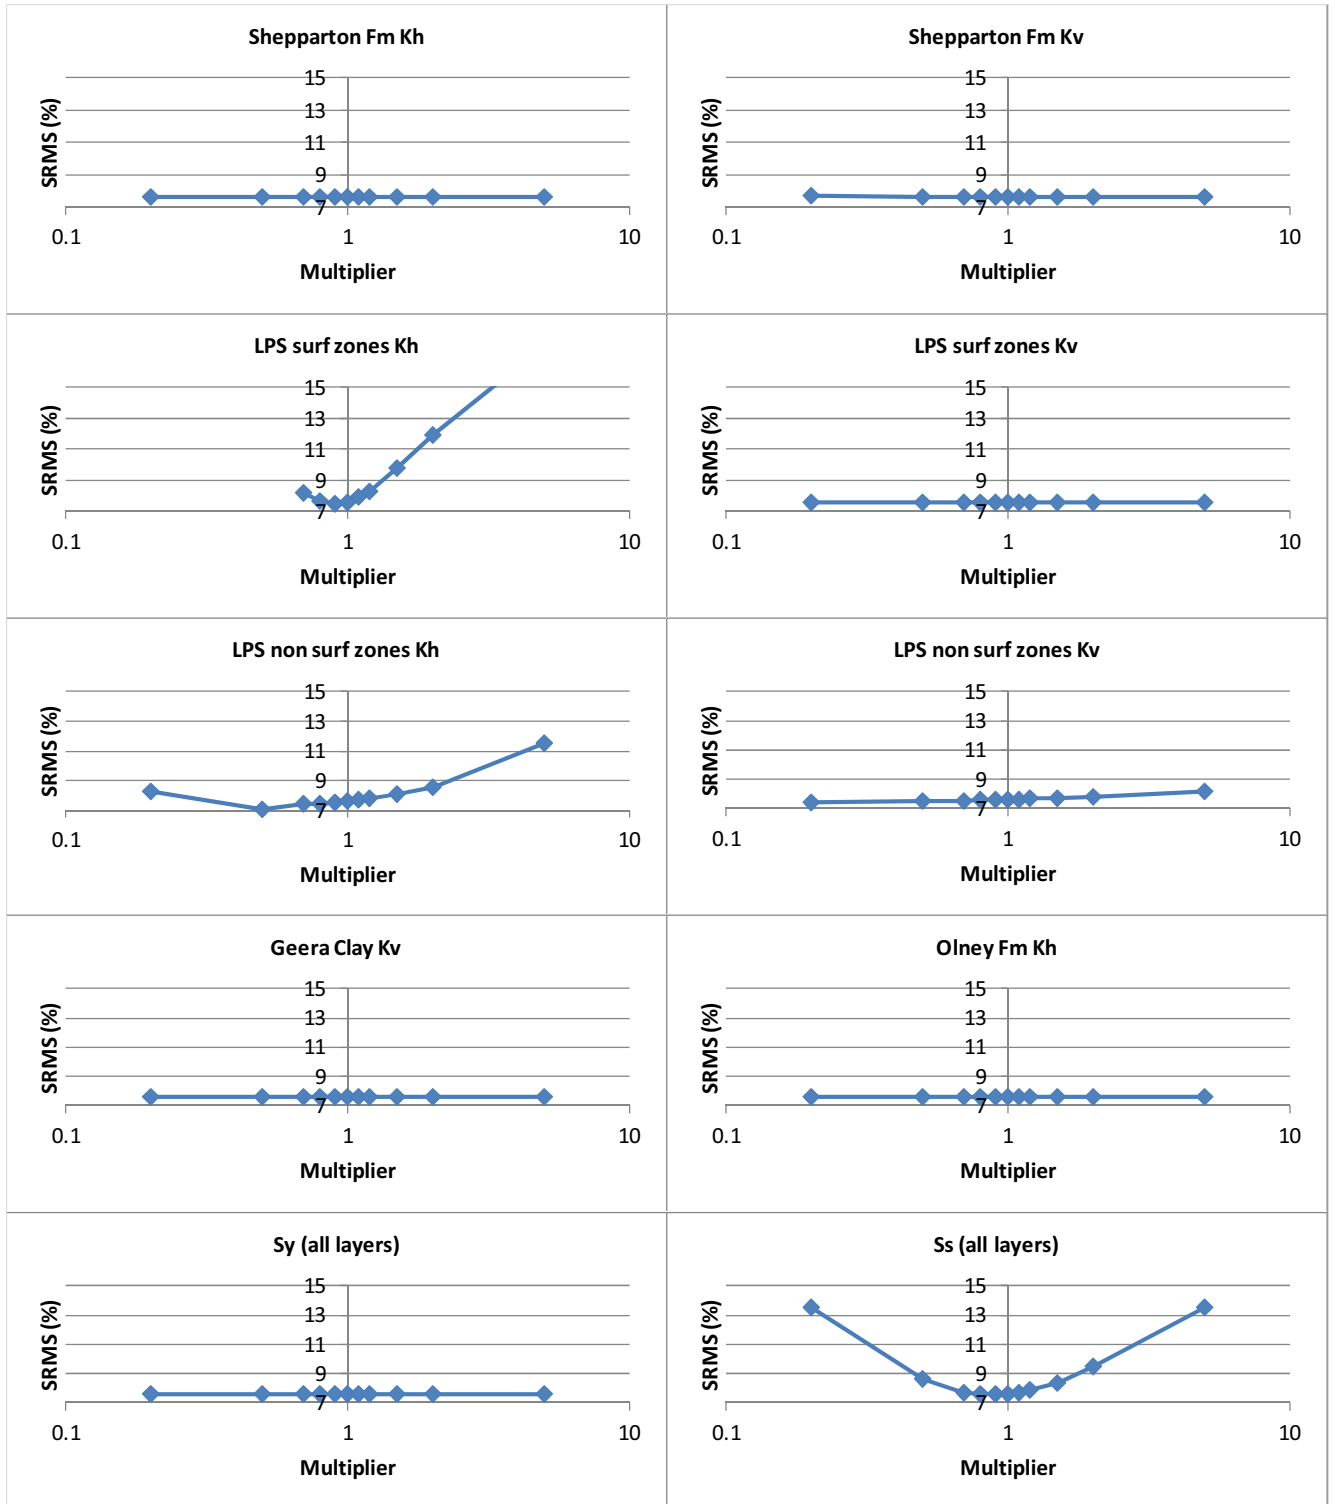 Shepparton Fm Kh
SRMS (%)
15
13
11
9
7
0.1 1 10
Multiplier
Shepparton Fm Kv
SRMS (%)
15
13
11
9
7
0.1 1 10
Multiplier
LPS surf zones Kh
SRMS (%)
15
13
11
9
7
0.1 1 10
Multiplier
LPS surf zones Kv
SRMS (%)
15
13
11
9
7
0.1 1 10
Multiplier
LPS non surf zones Kh
SRMS (%)
15
13
11
9
7
0.1 1 10
Multiplier
LPS non surf zones Kv
SRMS (%)
15
13
11
9
7
0.1 1 10
Multiplier
Geera Clay Kv
SRMS (%)
15
13
11
9
7
0.1 1 10
Multiplier
Olney Fm Kh
SRMS (%)
15
13
11
9
7
0.1 1 10
Multiplier
Sy (all layers)
SRMS (%)
15
13
11
9
7
0.1 1 10
Multiplier
Ss (all layers)
SRMS (%)
15
13
11
9
7
0.1 1 10
Multiplier